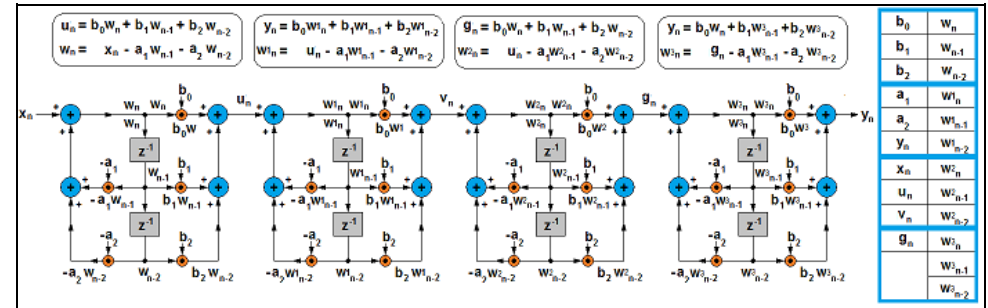 uₙ = b₀wₙ + b₁wₙ₋₁ + b₂wₙ₋₂
wₙ = xₙ - a₁wₙ₋₁ - a₂ wₙ₋₂
yₙ = b₀w1ₙ + b₁w1ₙ₋₁ + b₂w1ₙ₋₂
w1ₙ = uₙ - a₁w1ₙ₋₁ - a₂w1ₙ₋₂
gₙ = b₀wₙ + b₁wₙ₋₁ + b₂ wₙ₋₂
w2ₙ = uₙ - a₁w2ₙ₋₁ - a₂w2ₙ₋₂
yₙ = b₀w3ₙ + b₁w3ₙ₋₁ + b₂w3ₙ₋₂
w3ₙ = gₙ - a₁w3ₙ₋₁ - a₂w3ₙ₋₂
b₀ b₀ b₀ b₀
xₙ wₙ wₙ uₙ w1ₙ w1ₙ vₙ w2ₙ w2ₙ gₙ w3ₙ w3ₙ yₙ
wₙ b₀w w1ₙ b₀w1 w2ₙ b₀w2 w3ₙ b₀w3
z⁻¹ z⁻¹ z⁻¹ z⁻¹
-a₁ wₙ₋₁ b₁ -a₁ w1ₙ₋₁ b₁ -a₁ w2ₙ₋₁ b₁ -a₁ w3ₙ₋₁ b₁
-a₁wₙ₋₁ b₁wₙ₋₁ -a₁w1ₙ₋₁ b₁w1ₙ₋₁ -a₁w2ₙ₋₁ b₁w2ₙ₋₁ -a₁w3ₙ₋₁ b₁w3ₙ₋₁
z⁻¹ z⁻¹ z⁻¹ z⁻¹
-a₂ b₂ -a₂ b₂ -a₂ b₂ -a₂ b₂
-a₂wₙ₋₂ wₙ₋₂ b₂wₙ₋₂ -a₂w1ₙ₋₂ w1ₙ₋₂ b₂w1ₙ₋₂ -a₂w2ₙ₋₂ w2ₙ₋₂ b₂w2ₙ₋₂ -a₂w3ₙ₋₂ w3ₙ₋₂ b₂w3ₙ₋₂
b₀ wₙ
b₁ wₙ₋₁
b₂ wₙ₋₂
a₁ w1ₙ
a₂ w1ₙ₋₁
yₙ w1ₙ₋₂
xₙ w2ₙ
uₙ w2ₙ₋₁
vₙ w2ₙ₋₂
gₙ w3ₙ
w3ₙ₋₁
w3ₙ₋₂